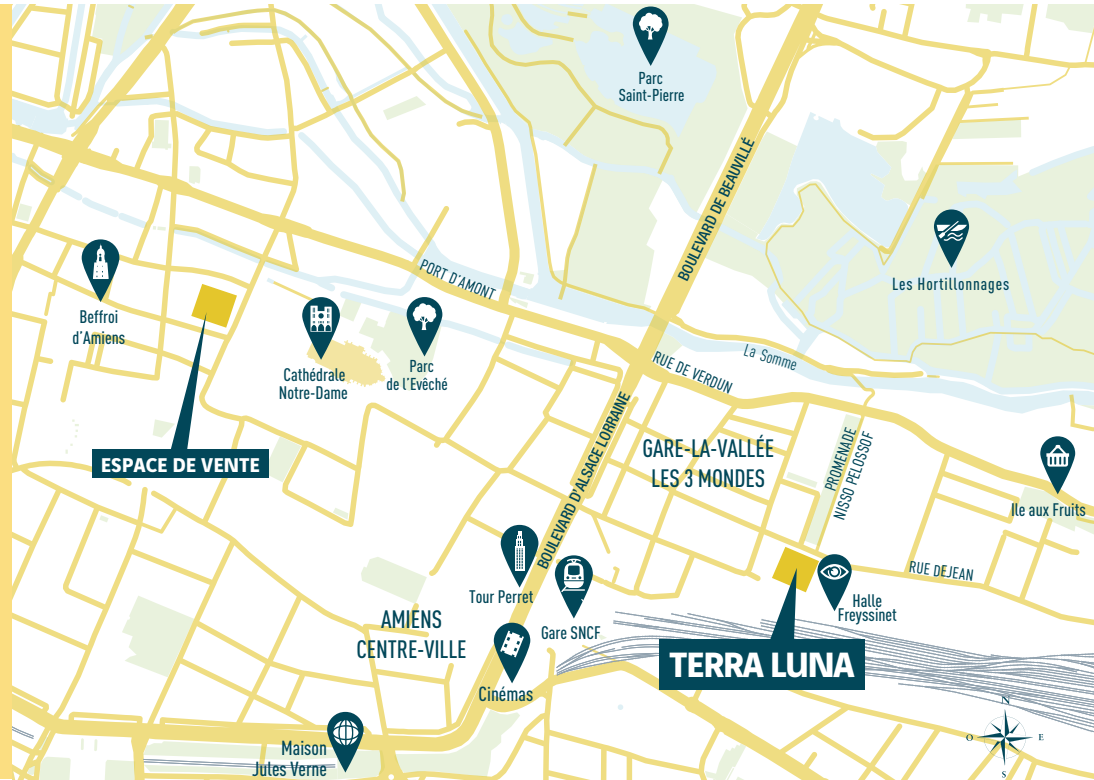 Parc
Saint-Pierre
BOULEVARD DE BEAUVILLÉ
Les Hortillonnages
PORT D'AMONT
Beffroi
d'Amiens
Cathédrale
Notre-Dame
Parc
de l'Evêché
La Somme
RUE DE VERDUN
BOULEVARD D'ALSACE LORRAINE
GARE-LA-VALLÉE
LES 3 MONDES
PROMENADE
NISSO PELOSSOF
ESPACE DE VENTE
Ile aux Fruits
RUE DEJEAN
Tour Perret
Gare SNCF
Halle
Freyssinet
AMIENS
CENTRE-VILLE
TERRA LUNA
Cinémas
Maison
Jules Verne
N
O
E
S